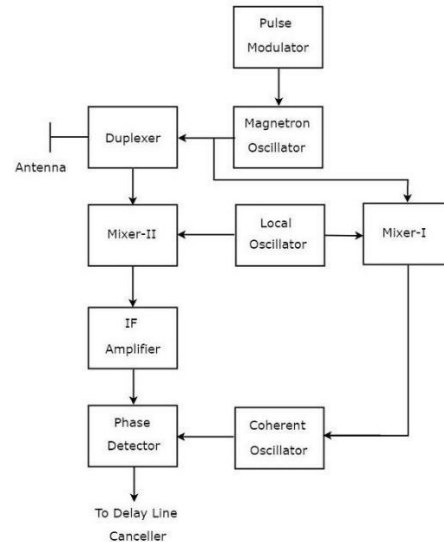 Pulse
Modulator
Duplexer
Magnetron
Oscillator
Antenna
Mixer-II
Local
Oscillator
Mixer-I
IF
Amplifier
Phase
Detector
Coherent
Oscillator
To Delay Line
Canceller